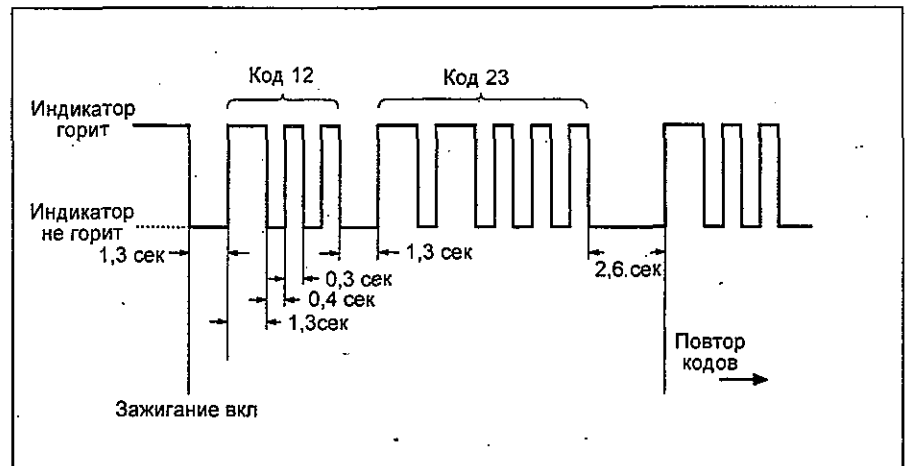 Код 12
Код 23
Индикатор
горит
Индикатор
не горит
1,3 сек
1,3 сек
2,6.сек
0,3 сек
0,4 сек
1,3сек
Повтор
кодов
Зажигание вкл